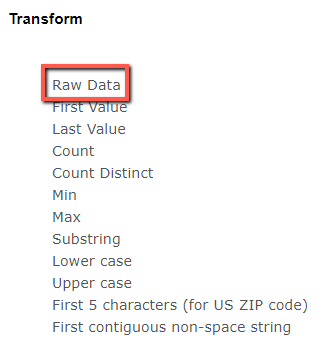 Transform
Raw Data
First Value
Last Value
Count
Count Distinct
Min
Max
Substring
Lower case
Upper case
First 5 characters (for US ZIP code)
First contiguous non-space string